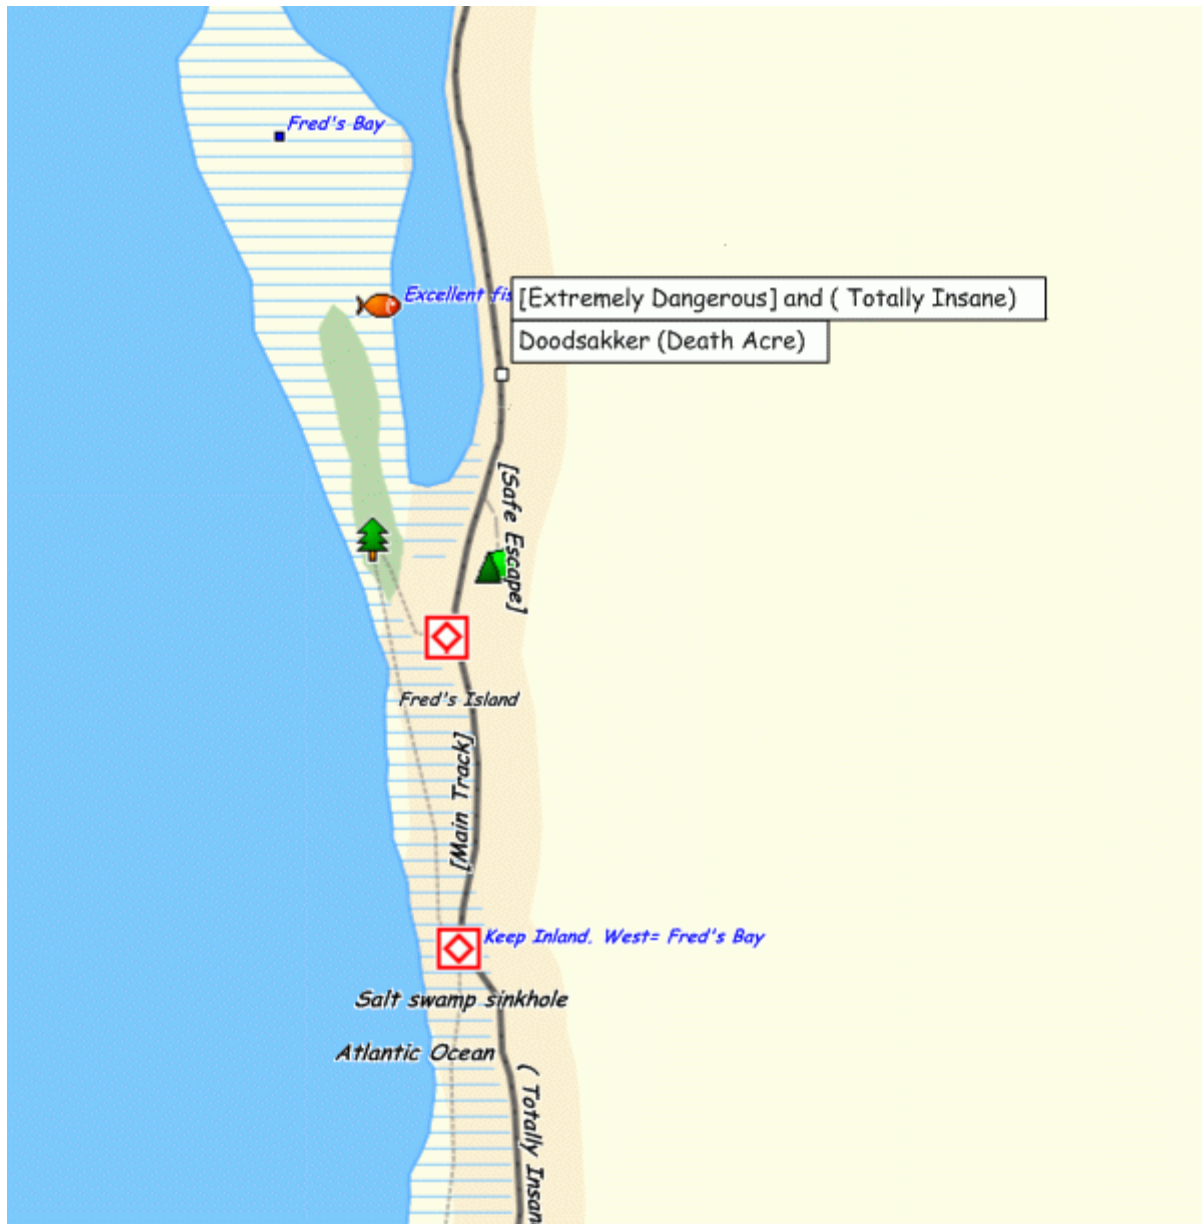 Fred's Bay
Excellent
[Extremely Dangerous] and ( Totally Insane)
Doodsakker (Death Acre)
[Safe Escape]
Fred's Island
[Main Track]
Keep Inland. West= Fred's Bay
Salt swamp sinkhole
Atlantic Ocean
( Totally Insan